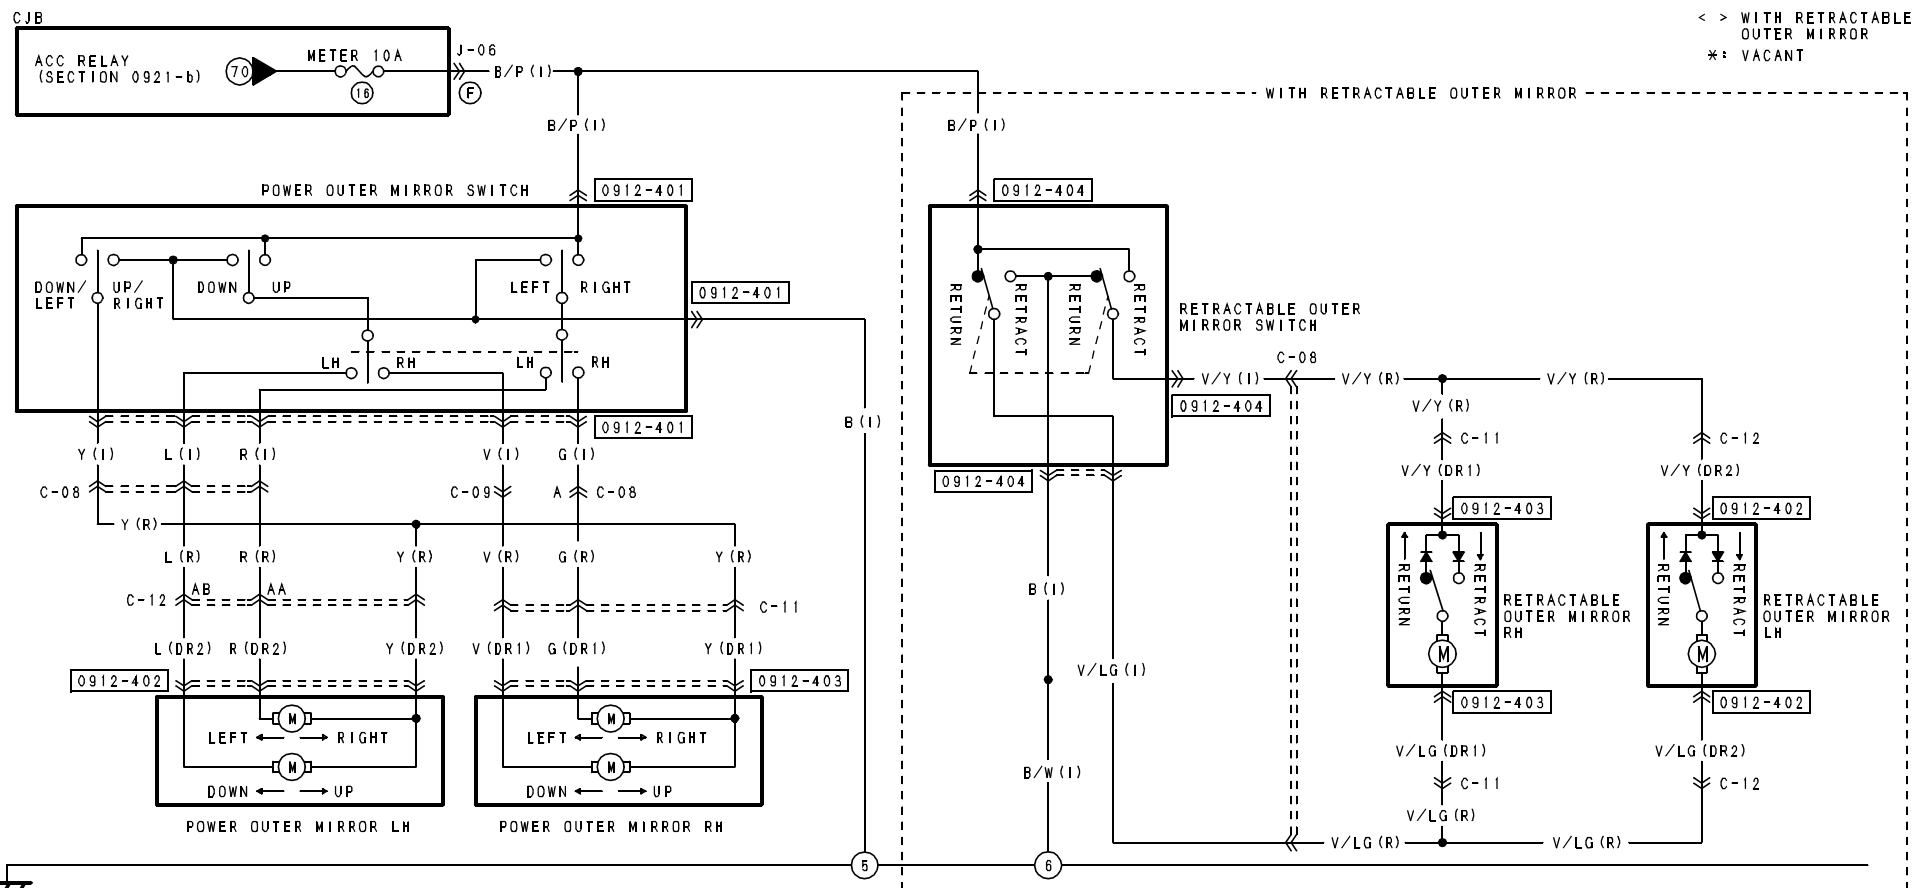 CJB
< > WITH RETRACTABLE
OUTER MIRROR
*: VACANT
ACC RELAY
(SECTION 0921-b)
70
METER 10A
16
J-06
F
B/P(I)
WITH RETRACTABLE OUTER MIRROR
B/P(I)
B/P(I)
POWER OUTER MIRROR SWITCH
0912-401
0912-404
DOWN/
LEFT
UP/
RIGHT
DOWN
UP
LEFT
RIGHT
0912-401
RETURN
RETRACT
RETURN
RETRACT
RETRACTABLE OUTER
MIRROR SWITCH
LH
RH
LH
RH
C-08
V/Y(I)
V/Y(R)
V/Y(R)
0912-404
V/Y(R)
0912-401
B(I)
C-11
C-12
Y(I)
L(I)
R(I)
V(I)
G(I)
V/Y(DR1)
V/Y(DR2)
0912-404
C-08
C-09
A
C-08
0912-403
0912-402
Y(R)
L(R)
R(R)
Y(R)
V(R)
G(R)
Y(R)
B(I)
RETURN
RETRACT
RETURN
RETRACT
AB
AA
C-12
C-11
RETRACTABLE
OUTER MIRROR
RH
RETRACTABLE
OUTER MIRROR
LH
L(DR2)
R(DR2)
Y(DR2)
V(DR1)
G(DR1)
Y(DR1)
M
M
V/LG(I)
0912-402
0912-403
0912-403
0912-402
M
M
LEFT
RIGHT
LEFT
RIGHT
V/LG(DR1)
V/LG(DR2)
M
M
B/W(I)
DOWN
UP
DOWN
UP
C-11
C-12
V/LG(R)
POWER OUTER MIRROR LH
POWER OUTER MIRROR RH
V/LG(R)
V/LG(R)
5
6